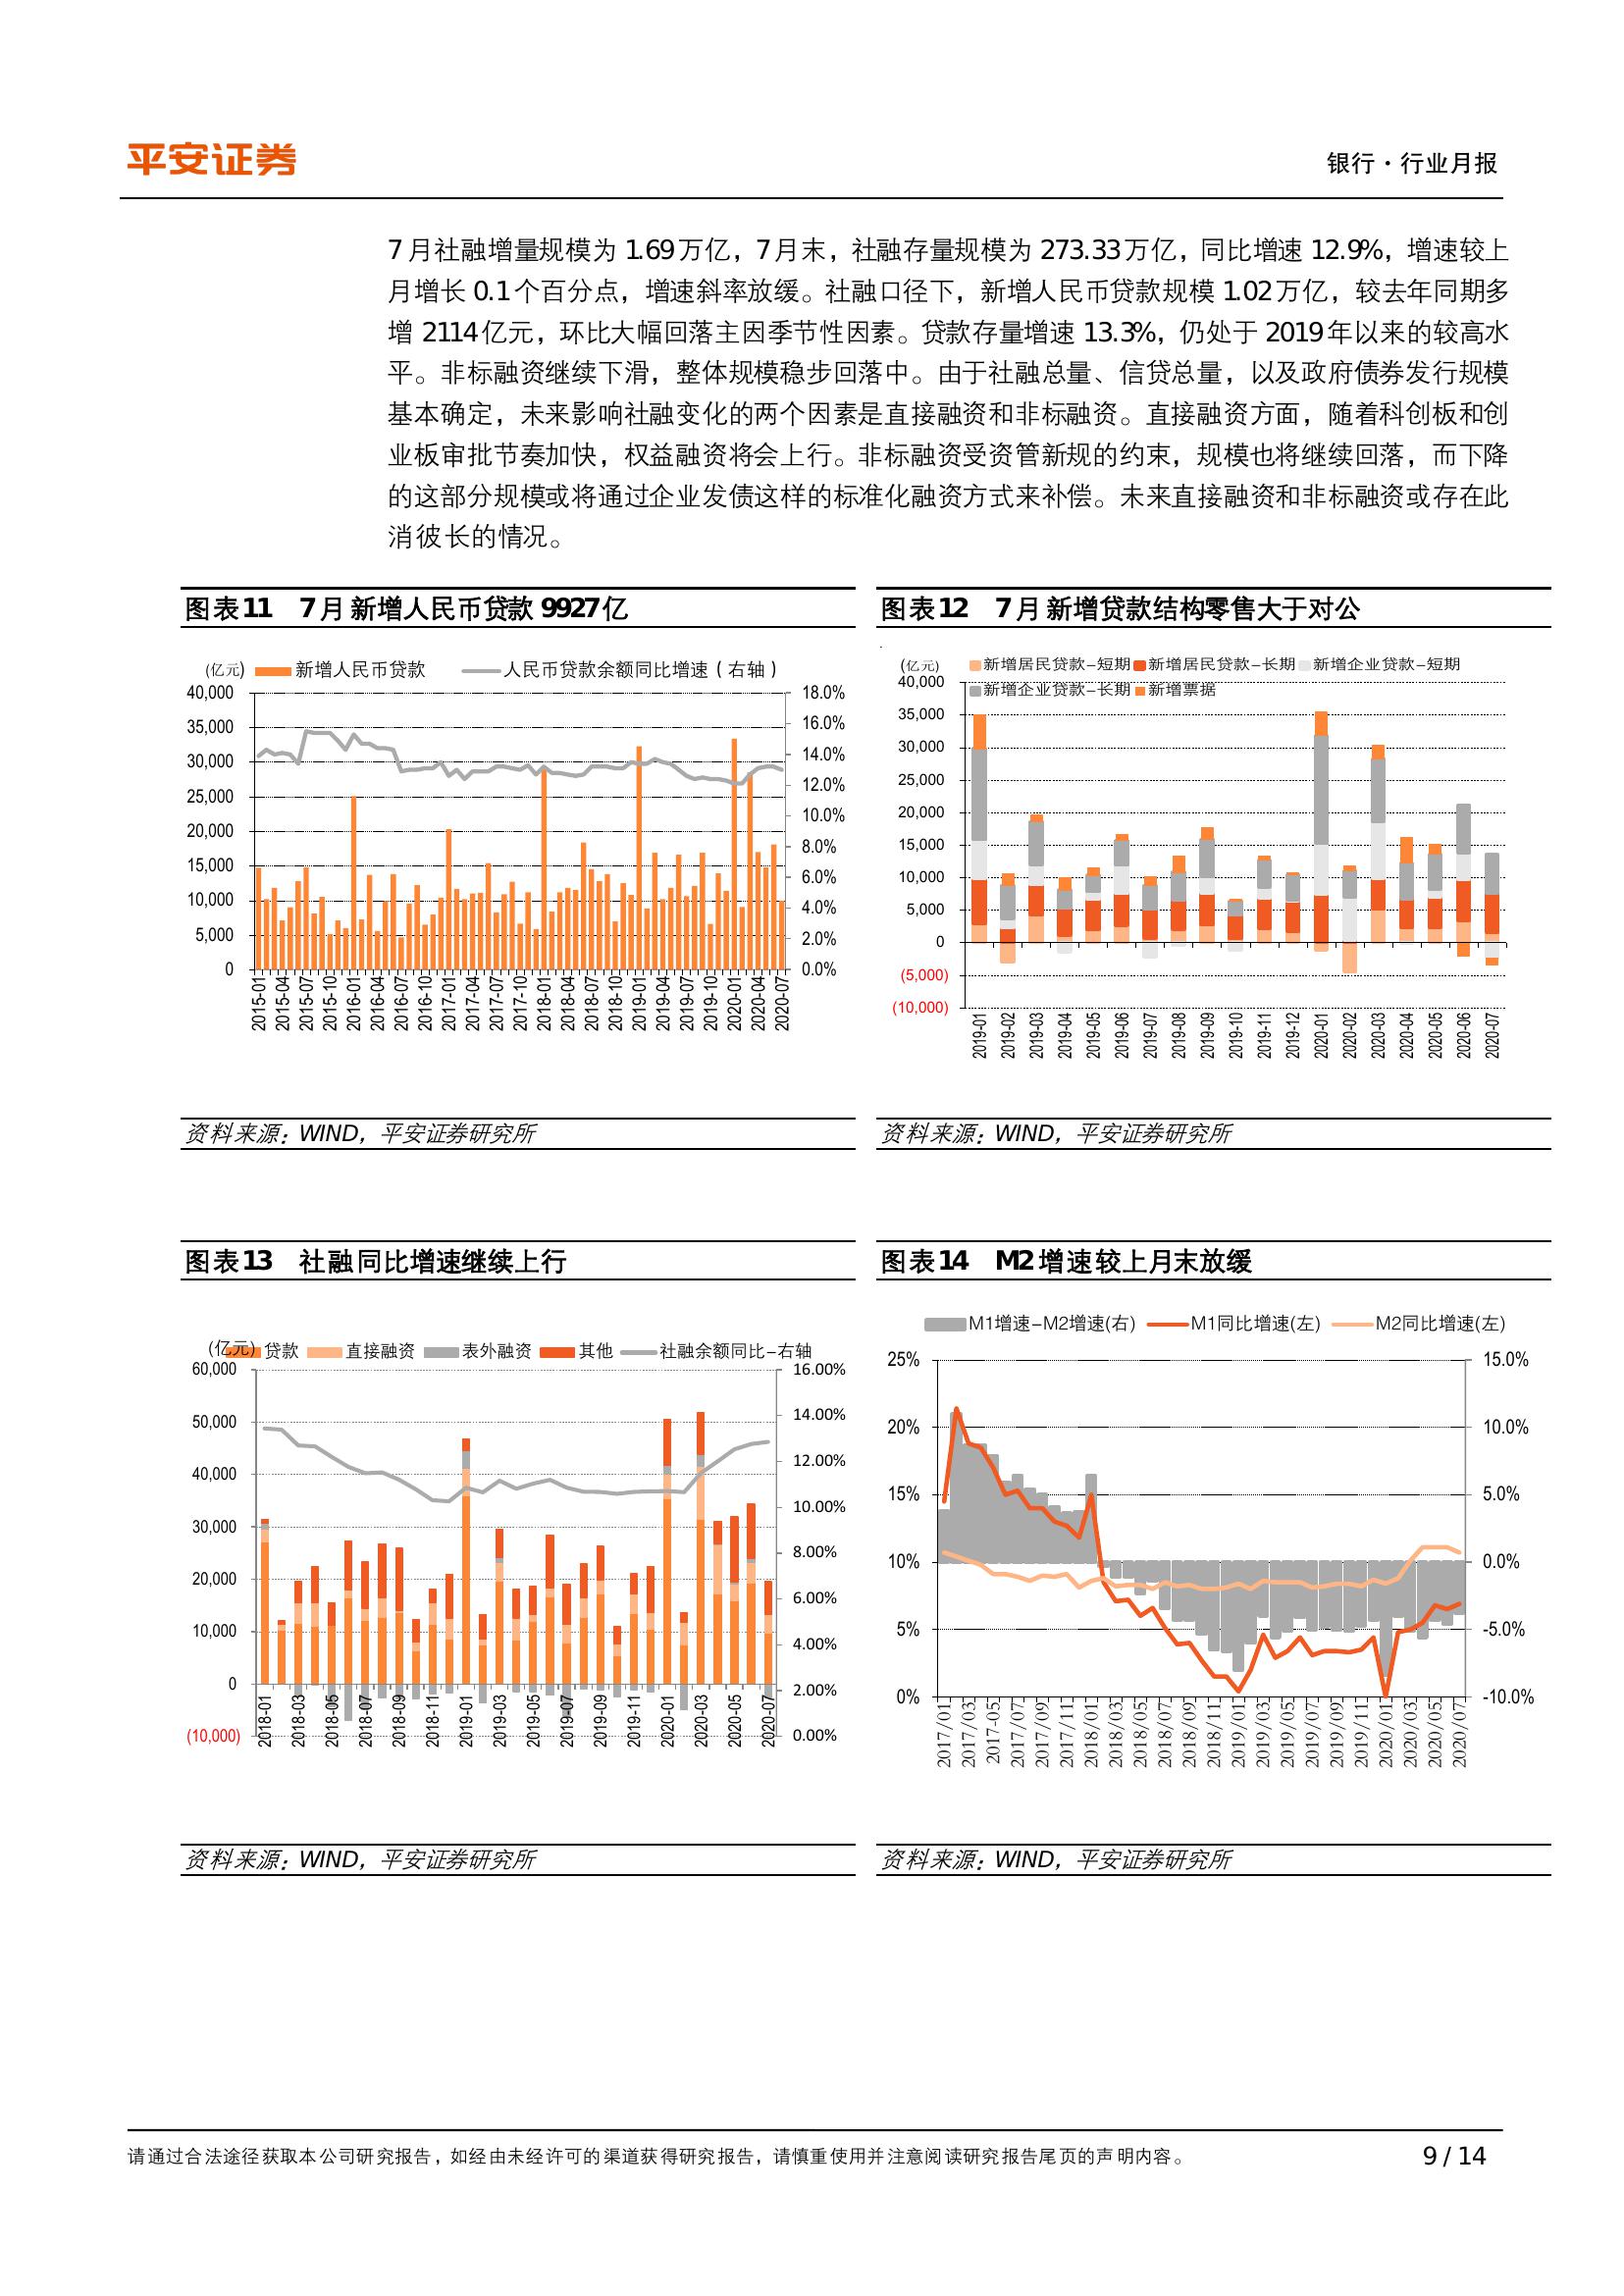 平安证券
银行·行业月报
7月社融增量规模为 1.69万亿，7月末，社融存量规模为 273.33万亿，同比增速 12.9%，增速较上
月增长 0.1个百分点，增速斜率放缓。社融口径下，新增人民币贷款规模 1.02万亿，较去年同期多
增 2114亿元，环比大幅回落主因季节性因素。贷款存量增速 13.3%，仍处于 2019年以来的较高水
平。非标融资继续下滑，整体规模稳步回落中。由于社融总量、信贷总量，以及政府债券发行规模
基本确定，未来影响社融变化的两个因素是直接融资和非标融资。直接融资方面，随着科创板和创
业板审批节奏加快，权益融资将会上行。非标融资受资管新规的约束，规模也将继续回落，而下降
的这部分规模或将通过企业发债这样的标准化融资方式来补偿。未来直接融资和非标融资或存在此
消彼长的情况。
图表11 7月新增人民币贷款 9927亿
(亿元) 新增人民币贷款 人民币贷款余额同比增速（右轴）
40,000 18.0%
35,000 16.0%
30,000 14.0%
25,000 12.0%
20,000 10.0%
15,000 8.0%
10,000 6.0%
5,000 4.0%
0 2.0%
0.0%
2015-01 2015-04 2015-07 2015-10 2016-01 2016-04 2016-07 2016-10 2017-01 2017-04 2017-07 2017-10 2018-01 2018-04 2018-07 2018-10 2019-01 2019-04 2019-07 2019-10 2020-01 2020-04 2020-07
资料来源：WIND，平安证券研究所
图表12 7月新增贷款结构零售大于对公
(亿元) 新增居民贷款-短期 新增居民贷款-长期 新增企业贷款-短期
新增企业贷款-长期 新增票据
40,000
35,000
30,000
25,000
20,000
15,000
10,000
5,000
0
(5,000)
(10,000)
2019-01 2019-02 2019-03 2019-04 2019-05 2019-06 2019-07 2019-08 2019-09 2019-10 2019-11 2019-12 2020-01 2020-02 2020-03 2020-04 2020-05 2020-06 2020-07
资料来源：WIND，平安证券研究所
图表13 社融同比增速继续上行
(亿元) 贷款 直接融资 表外融资 其他 社融余额同比-右轴
60,000 16.00%
50,000 14.00%
40,000 12.00%
30,000 10.00%
20,000 8.00%
10,000 6.00%
0 4.00%
(10,000) 2.00%
0.00%
2018-01 2018-03 2018-05 2018-07 2018-09 2018-11 2019-01 2019-03 2019-05 2019-07 2019-09 2019-11 2020-01 2020-03 2020-05 2020-07
资料来源：WIND，平安证券研究所
图表14 M2增速较上月末放缓
M1增速-M2增速(右) M1同比增速(左) M2同比增速(左)
25% 15.0%
20% 10.0%
15% 5.0%
10% 0.0%
5% -5.0%
0% -10.0%
2017/01 2017/03 2017-05 2017/07 2017/09 2017/11 2018/01 2018/03 2018/05 2018/07 2018/09 2018/11 2019/01 2019/03 2019/05 2019/07 2019/09 2019/11 2020/01 2020/03 2020/05 2020/07
资料来源：WIND，平安证券研究所
请通过合法途径获取本公司研究报告，如经由未经许可的渠道获得研究报告，请慎重使用并注意阅读研究报告尾页的声明内容。
9 / 14